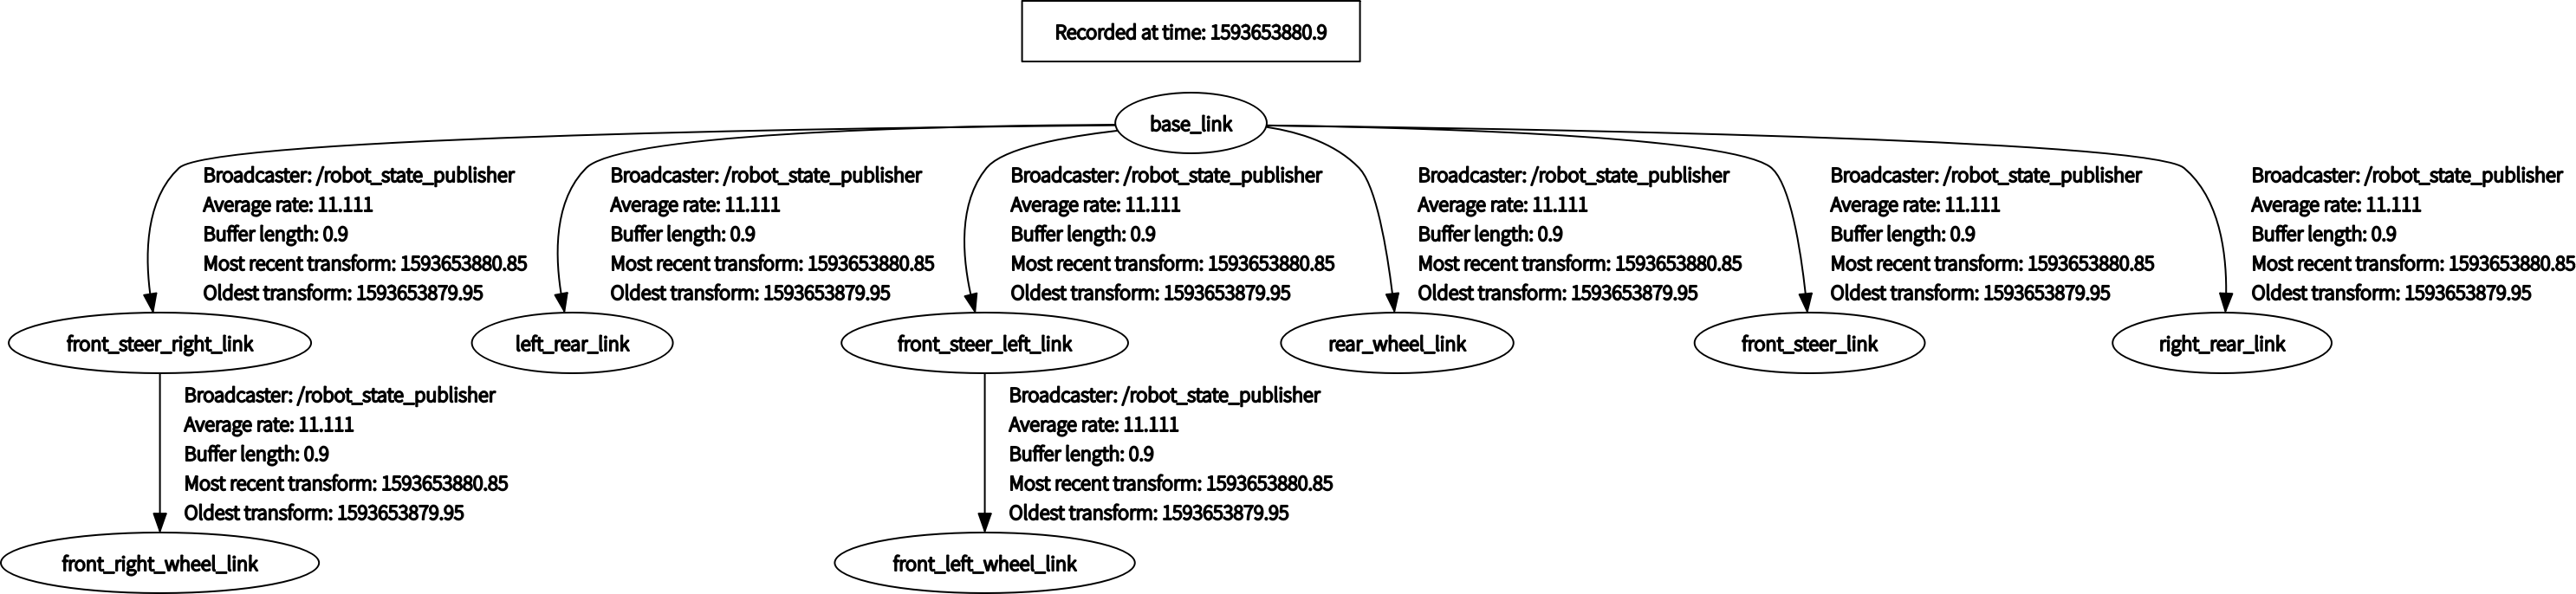 Recorded at time: 1593653880.9
base_link
Broadcaster: /robot_state_publisher
Average rate: 11.111
Buffer length: 0.9
Most recent transform: 1593653880.85
Oldest transform: 1593653879.95
Broadcaster: /robot_state_publisher
Average rate: 11.111
Buffer length: 0.9
Most recent transform: 1593653880.85
Oldest transform: 1593653879.95
Broadcaster: /robot_state_publisher
Average rate: 11.111
Buffer length: 0.9
Most recent transform: 1593653880.85
Oldest transform: 1593653879.95
Broadcaster: /robot_state_publisher
Average rate: 11.111
Buffer length: 0.9
Most recent transform: 1593653880.85
Oldest transform: 1593653879.95
Broadcaster: /robot_state_publisher
Average rate: 11.111
Buffer length: 0.9
Most recent transform: 1593653880.85
Oldest transform: 1593653879.95
Broadcaster: /robot_state_publisher
Average rate: 11.111
Buffer length: 0.9
Most recent transform: 1593653880.85
Oldest transform: 1593653879.95
front_steer_right_link
left_rear_link
front_steer_left_link
rear_wheel_link
front_steer_link
right_rear_link
Broadcaster: /robot_state_publisher
Average rate: 11.111
Buffer length: 0.9
Most recent transform: 1593653880.85
Oldest transform: 1593653879.95
Broadcaster: /robot_state_publisher
Average rate: 11.111
Buffer length: 0.9
Most recent transform: 1593653880.85
Oldest transform: 1593653879.95
front_right_wheel_link
front_left_wheel_link